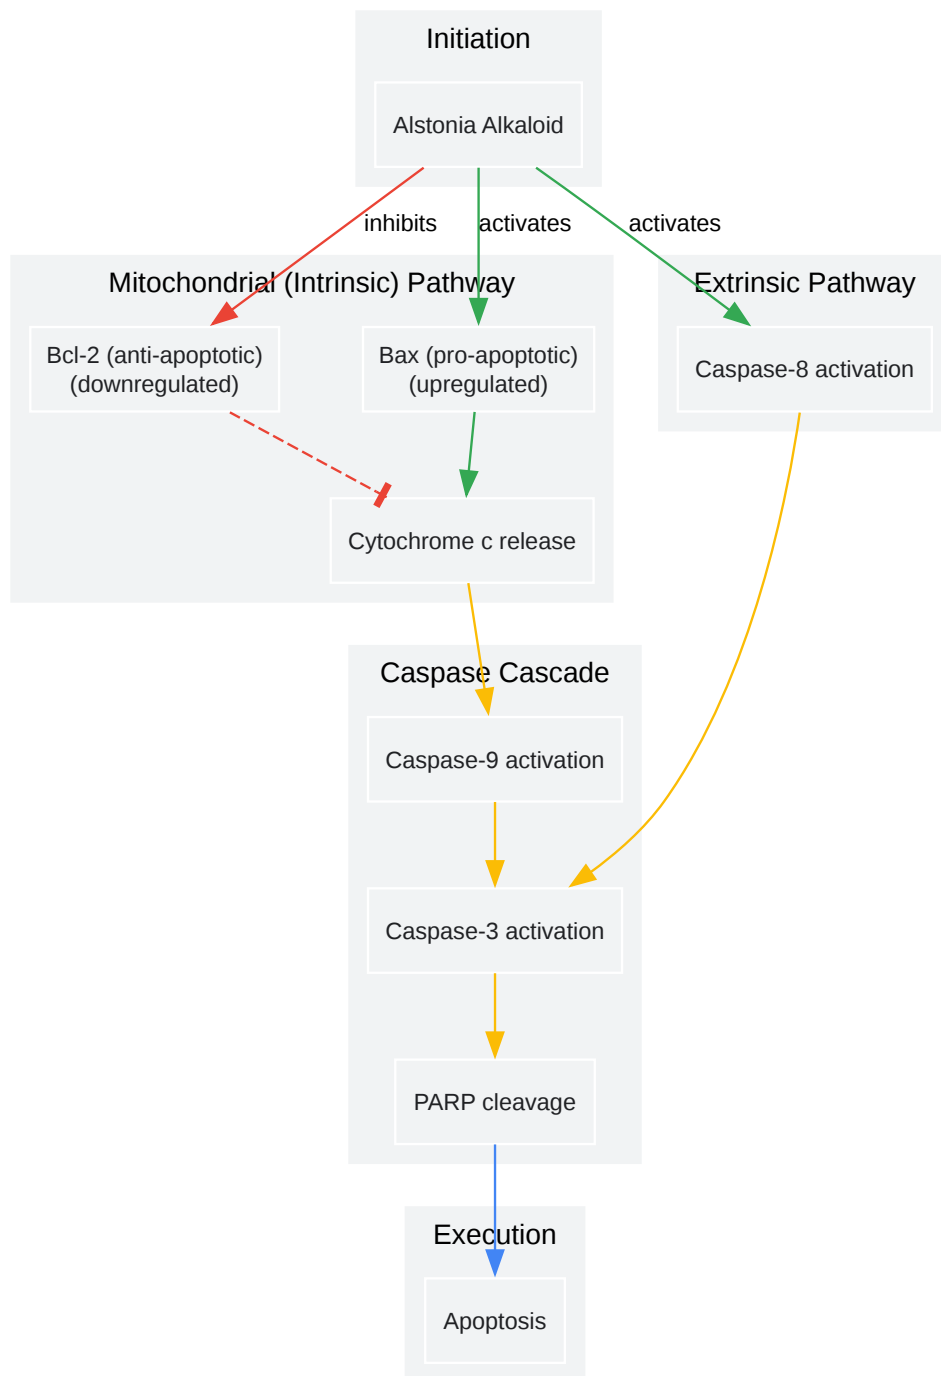 Initiation
Alstonia Alkaloid
inhibits
activates
activates
Mitochondrial (Intrinsic) Pathway
Extrinsic Pathway
Bcl-2 (anti-apoptotic)
(downregulated)
Bax (pro-apoptotic)
(upregulated)
Caspase-8 activation
Cytochrome c release
Caspase Cascade
Caspase-9 activation
Caspase-3 activation
PARP cleavage
Execution
Apoptosis